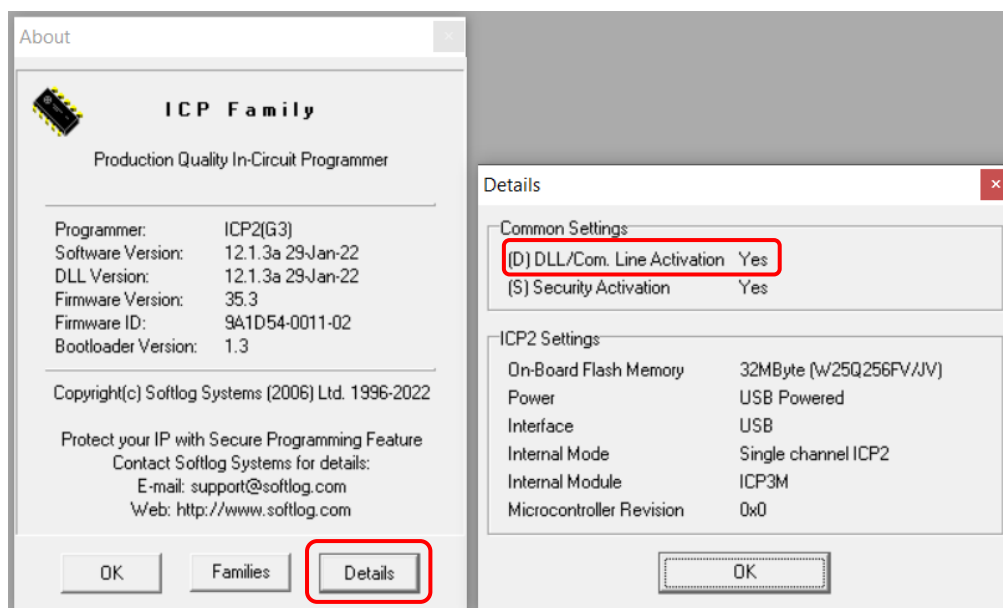 About
ICP Family
Production Quality In-Circuit Programmer
Programmer: ICP2(G3)
Software Version: 12.1.3a 29-Jan-22
DLL Version: 12.1.3a 29-Jan-22
Firmware Version: 35.3
Firmware ID: 9A1D54-0011-02
Bootloader Version: 1.3
Copyright(c) Softlog Systems (2006) Ltd. 1996-2022
Protect your IP with Secure Programming Feature
Contact Softlog Systems for details:
E-mail: support@softlog.com
Web: http://www.softlog.com
OK Families Details
Details
Common Settings
(D) DLL/Com. Line Activation Yes
(S) Security Activation Yes
ICP2 Settings
On-Board Flash Memory 32MByte (W25Q256FV/JV)
Power USB Powered
Interface USB
Internal Mode Single channel ICP2
Internal Module ICP3M
Microcontroller Revision 0x0
OK